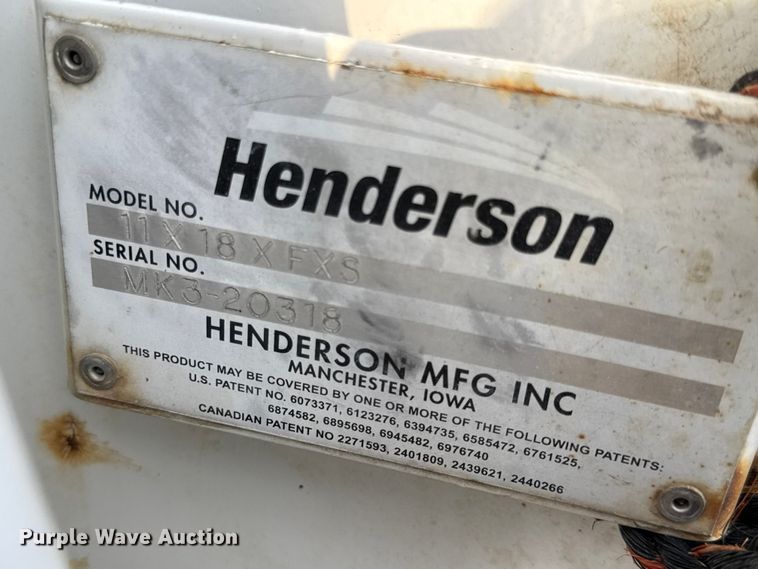 Henderson
MODEL NO.
11 X 18 X FXS
SERIAL NO.
MK3-20318
HENDERSON MFG INC
MANCHESTER, IOWA
THIS PRODUCT MAY BE COVERED BY ONE OR MORE OF THE FOLLOWING PATENTS:
U.S. PATENT NO. 6073371, 6123276, 6394735, 6585472, 6761525,
6874582, 6895698, 6945482, 6976740
CANADIAN PATENT NO 2271593, 2401809, 2439621, 2440266
Purple Wave Auction